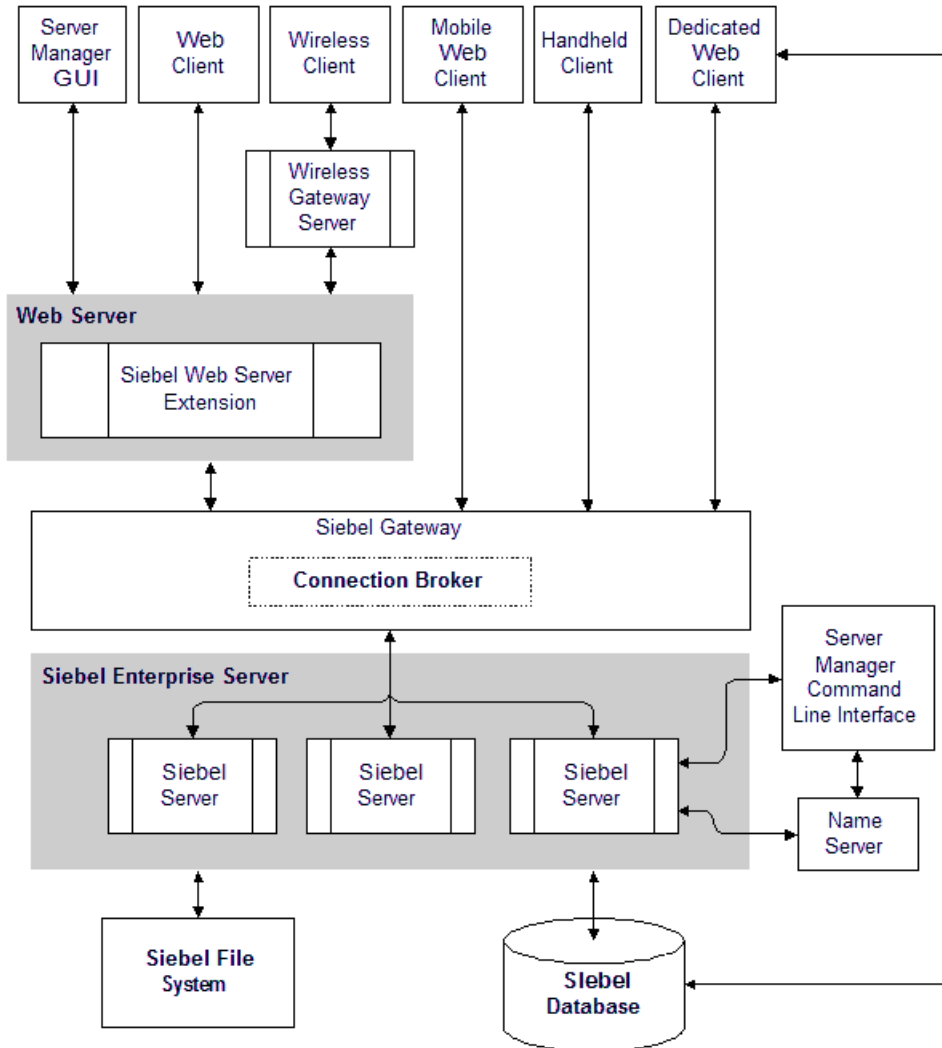 Server
Manager
GUI
Web
Client
Wireless
Client
Mobile
Web
Client
Handheld
Client
Dedicated
Web
Client
Wireless
Gateway
Server
Web Server
Siebel Web Server
Extension
Siebel Gateway
Connection Broker
Siebel Enterprise Server
Server
Manager
Command
Line Interface
Siebel
Server
Siebel
Server
Siebel
Server
Name
Server
Siebel File
System
SIebel
Database